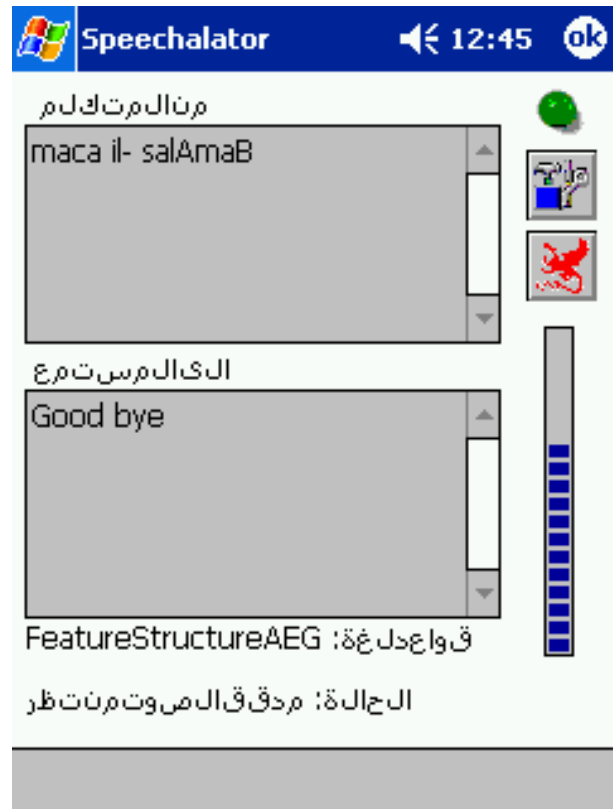 Speechalator 12:45 ok
من المتكلم
maca il- salAmaB
الى المستمع
Good bye
قواعد لغة: FeatureStructureAEG
الحالة: مدقق الصوت منتظر